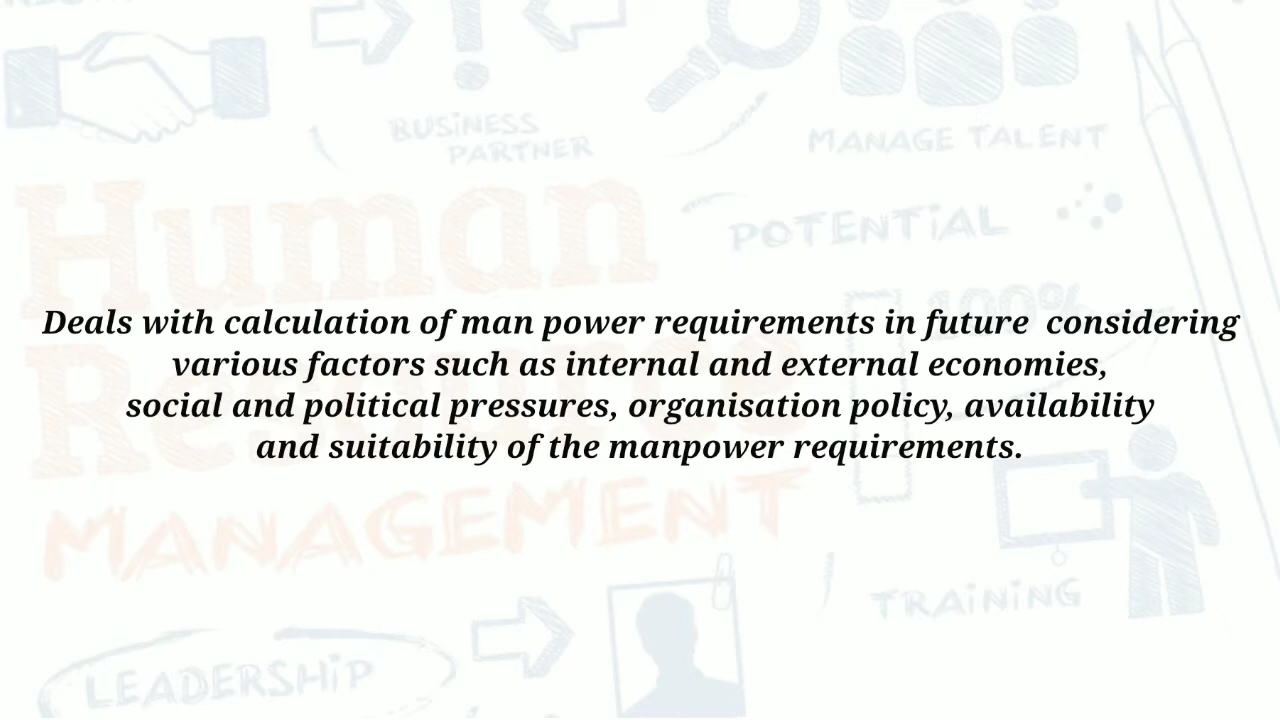 BUSINESS
PARTNER
MANAGE TALENT
Human
POTENTIAL
100%
Deals with calculation of man power requirements in future  considering
various factors such as internal and external economies,
social and political pressures, organisation policy, availability
and suitability of the manpower requirements.
Resource
MANAGEMENT
TRAINING
LEADERSHIP